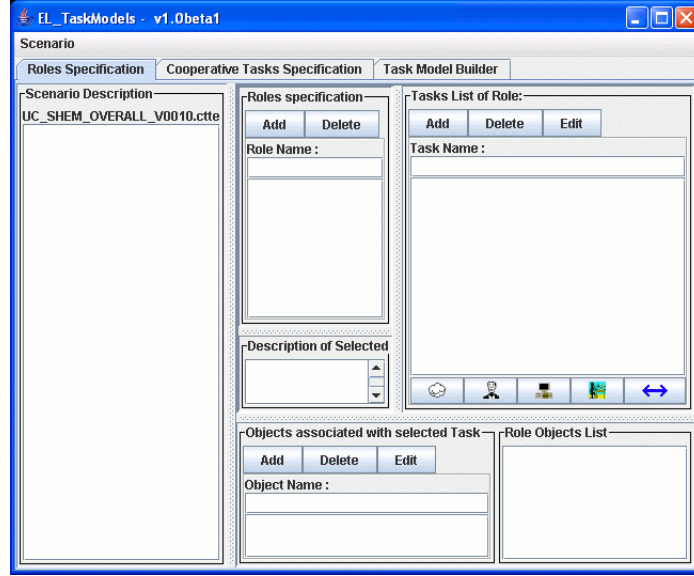 EL_TaskModels - v1.0beta1
Scenario
Roles Specification
Cooperative Tasks Specification
Task Model Builder
Scenario Description
UC_SHEM_OVERALL_V0010.ctte
Roles specification
Add Delete
Role Name :
Description of Selected
Tasks List of Role:
Add Delete Edit
Task Name :
Objects associated with selected Task
Add Delete Edit
Object Name :
Role Objects List